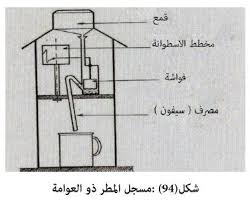 قمع
مخطط الاسطوانة
فواشة
مصرف ( سيفون )
شكل(94) :مسجل المطر ذو العوامة